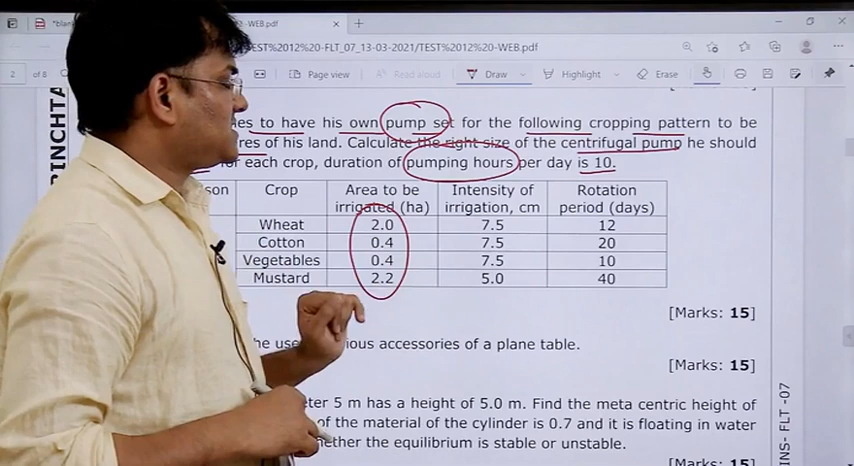 "blank
-WEB.pdf
EST%2012%20-FLT_07_13-03-2021/TEST%2012%20-WEB.pdf
2 of 8 Page view Read aloud Draw Highlight Erase
es to have his own pump set for the following cropping pattern to be
res of his land. Calculate the right size of the centrifugal pump he should
for each crop, duration of pumping hours per day is 10.
son Crop Area to be irrigated (ha) Intensity of irrigation, cm Rotation period (days)
Wheat 2.0 7.5 12
Cotton 0.4 7.5 20
Vegetables 0.4 7.5 10
Mustard 2.2 5.0 40
[Marks: 15]
he use ious accessories of a plane table.
[Marks: 15]
ter 5 m has a height of 5.0 m. Find the meta centric height of
of the material of the cylinder is 0.7 and it is floating in water
hether the equilibrium is stable or unstable.
[Marks: 15]
RINCHTA
INS- FLT -07